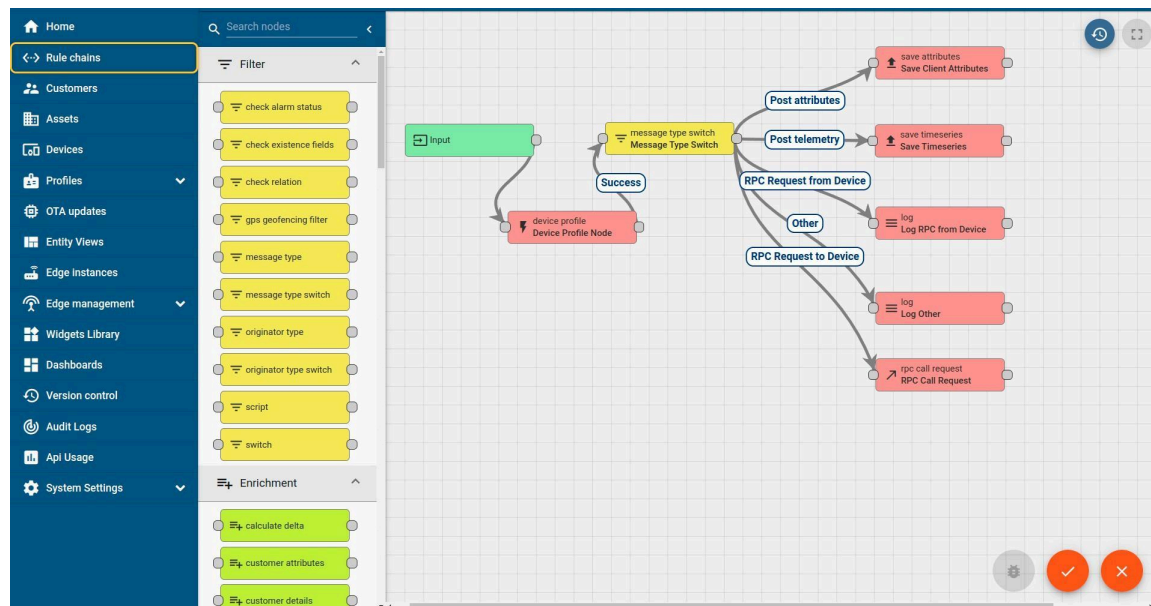 Home
Rule chains
Customers
Assets
Devices
Profiles
OTA updates
Entity Views
Edge instances
Edge management
Widgets Library
Dashboards
Version control
Audit Logs
Api Usage
System Settings
Search nodes
Filter
check alarm status
check existence fields
check relation
gps geofencing filter
message type
message type switch
originator type
originator type switch
script
switch
Enrichment
calculate delta
customer attributes
customer details
Input
device profile
Device Profile Node
Success
message type switch
Message Type Switch
Post attributes
Post telemetry
RPC Request from Device
Other
RPC Request to Device
save attributes
Save Client Attributes
save timeseries
Save Timeseries
log
Log RPC from Device
log
Log Other
rpc call request
RPC Call Request